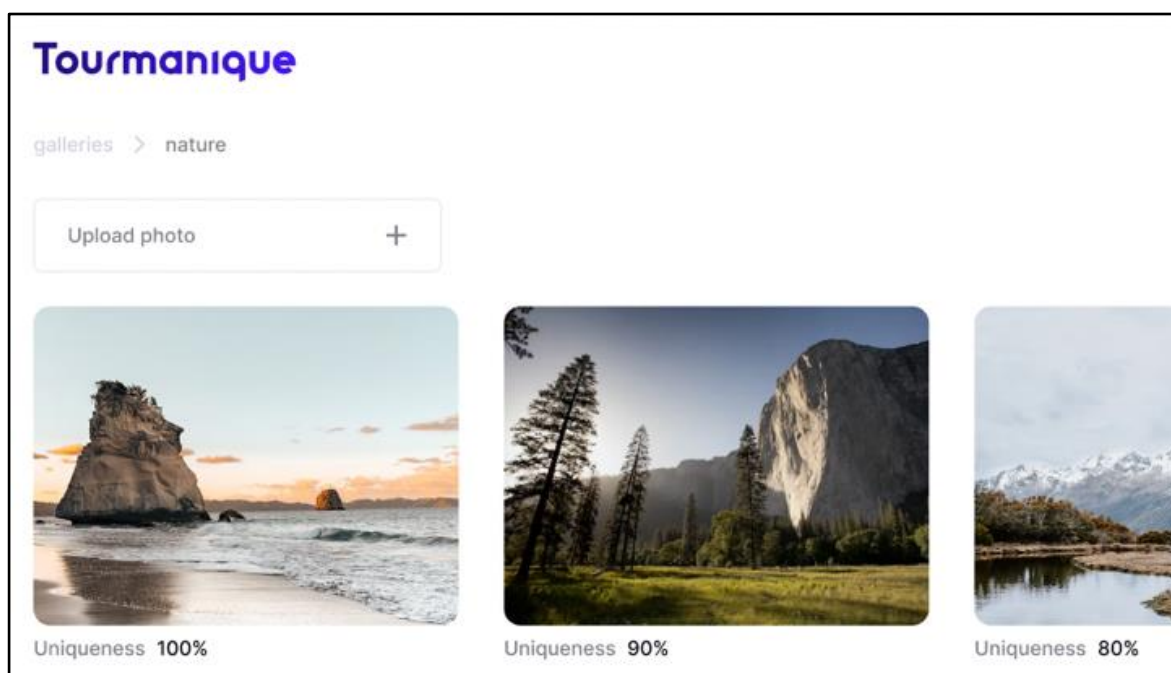 Tourmanique
galleries > nature
Upload photo +
Uniqueness 100%
Uniqueness 90%
Uniqueness 80%